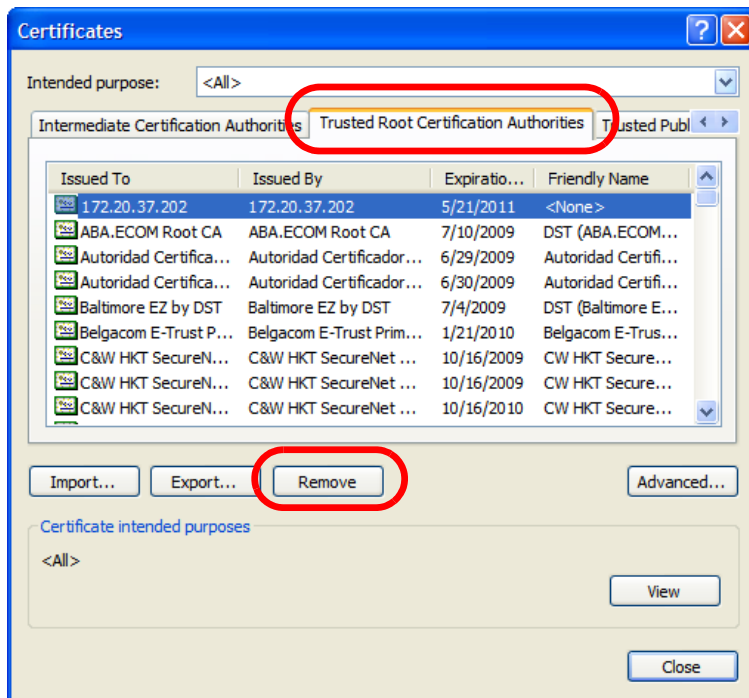 Certificates
Intended purpose: <All>
Intermediate Certification Authorities Trusted Root Certification Authorities Trusted Publ
Issued To Issued By Expiratio... Friendly Name
172.20.37.202 172.20.37.202 5/21/2011 <None>
ABA.ECOM Root CA ABA.ECOM Root CA 7/10/2009 DST (ABA.ECOM...
Autoridad Certifica... Autoridad Certificador... 6/29/2009 Autoridad Certifi...
Autoridad Certifica... Autoridad Certificador... 6/30/2009 Autoridad Certifi...
Baltimore EZ by DST Baltimore EZ by DST 7/4/2009 DST (Baltimore E...
Belgacom E-Trust P... Belgacom E-Trust Prim... 1/21/2010 Belgacom E-Trus...
C&W HKT SecureN... C&W HKT SecureNet ... 10/16/2009 CW HKT Secure...
C&W HKT SecureN... C&W HKT SecureNet ... 10/16/2009 CW HKT Secure...
C&W HKT SecureN... C&W HKT SecureNet ... 10/16/2010 CW HKT Secure...
Import... Export... Remove Advanced...
Certificate intended purposes
<All>
View
Close